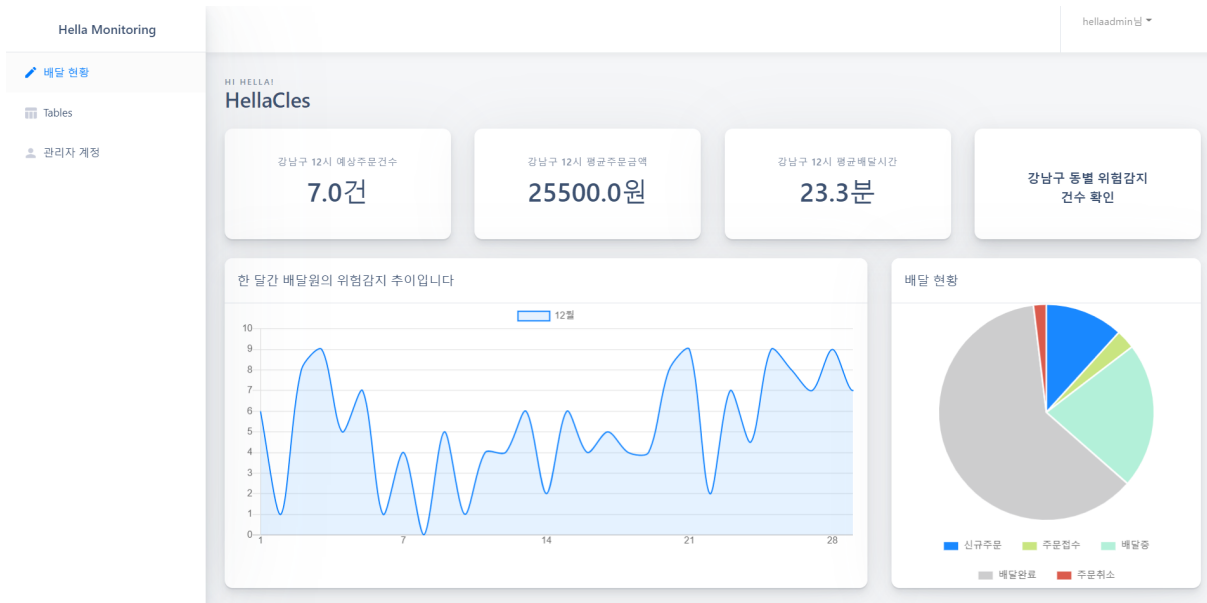 Hella Monitoring
hellaadmin님
배달 현황
Tables
관리자 계정
HI HELLA!
HellaCles
강남구 12시 예상주문건수
7.0건
강남구 12시 평균주문금액
25500.0원
강남구 12시 평균배달시간
23.3분
강남구 동별 위험감지
건수 확인
한 달간 배달원의 위험감지 추이입니다
12월
10
9
8
7
6
5
4
3
2
1
0
1
7
14
21
28
배달 현황
신규주문
주문접수
배달중
배달완료
주문취소